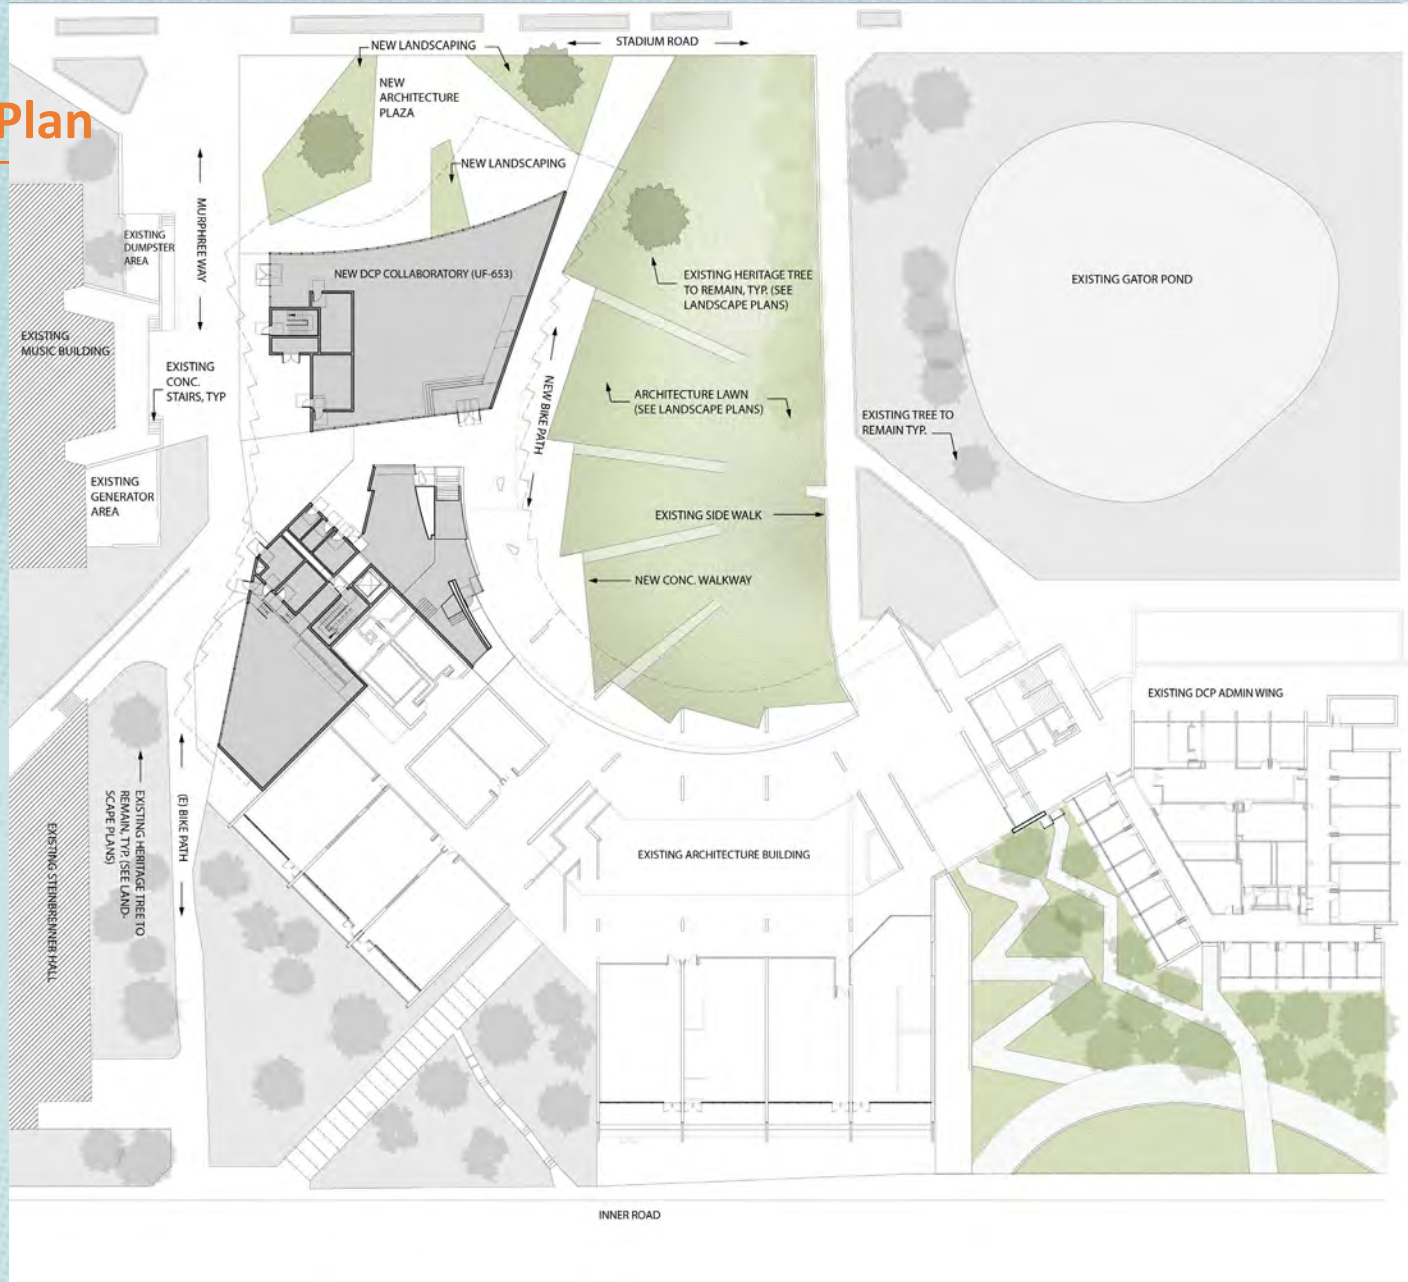 Plan
NEW LANDSCAPING
STADIUM ROAD
NEW
ARCHITECTURE
PLAZA
NEW LANDSCAPING
MURPHREE WAY
EXISTING
DUMPSTER
AREA
NEW DCP COLLABORATORY (UF-653)
EXISTING HERITAGE TREE
TO REMAIN, TYP. (SEE
LANDSCAPE PLANS)
EXISTING GATOR POND
EXISTING
MUSIC BUILDING
EXISTING
CONC.
STAIRS, TYP
NEW BIKE PATH
ARCHITECTURE LAWN
(SEE LANDSCAPE PLANS)
EXISTING TREE TO
REMAIN TYP.
EXISTING
GENERATOR
AREA
EXISTING SIDE WALK
NEW CONC. WALKWAY
EXISTING DCP ADMIN WING
EXISTING HERITAGE TREE TO
REMAIN, TYP. (SEE LAND-
SCAPE PLANS)
(E) BIKE PATH
EXISTING STEINBRENNER HALL
EXISTING ARCHITECTURE BUILDING
INNER ROAD